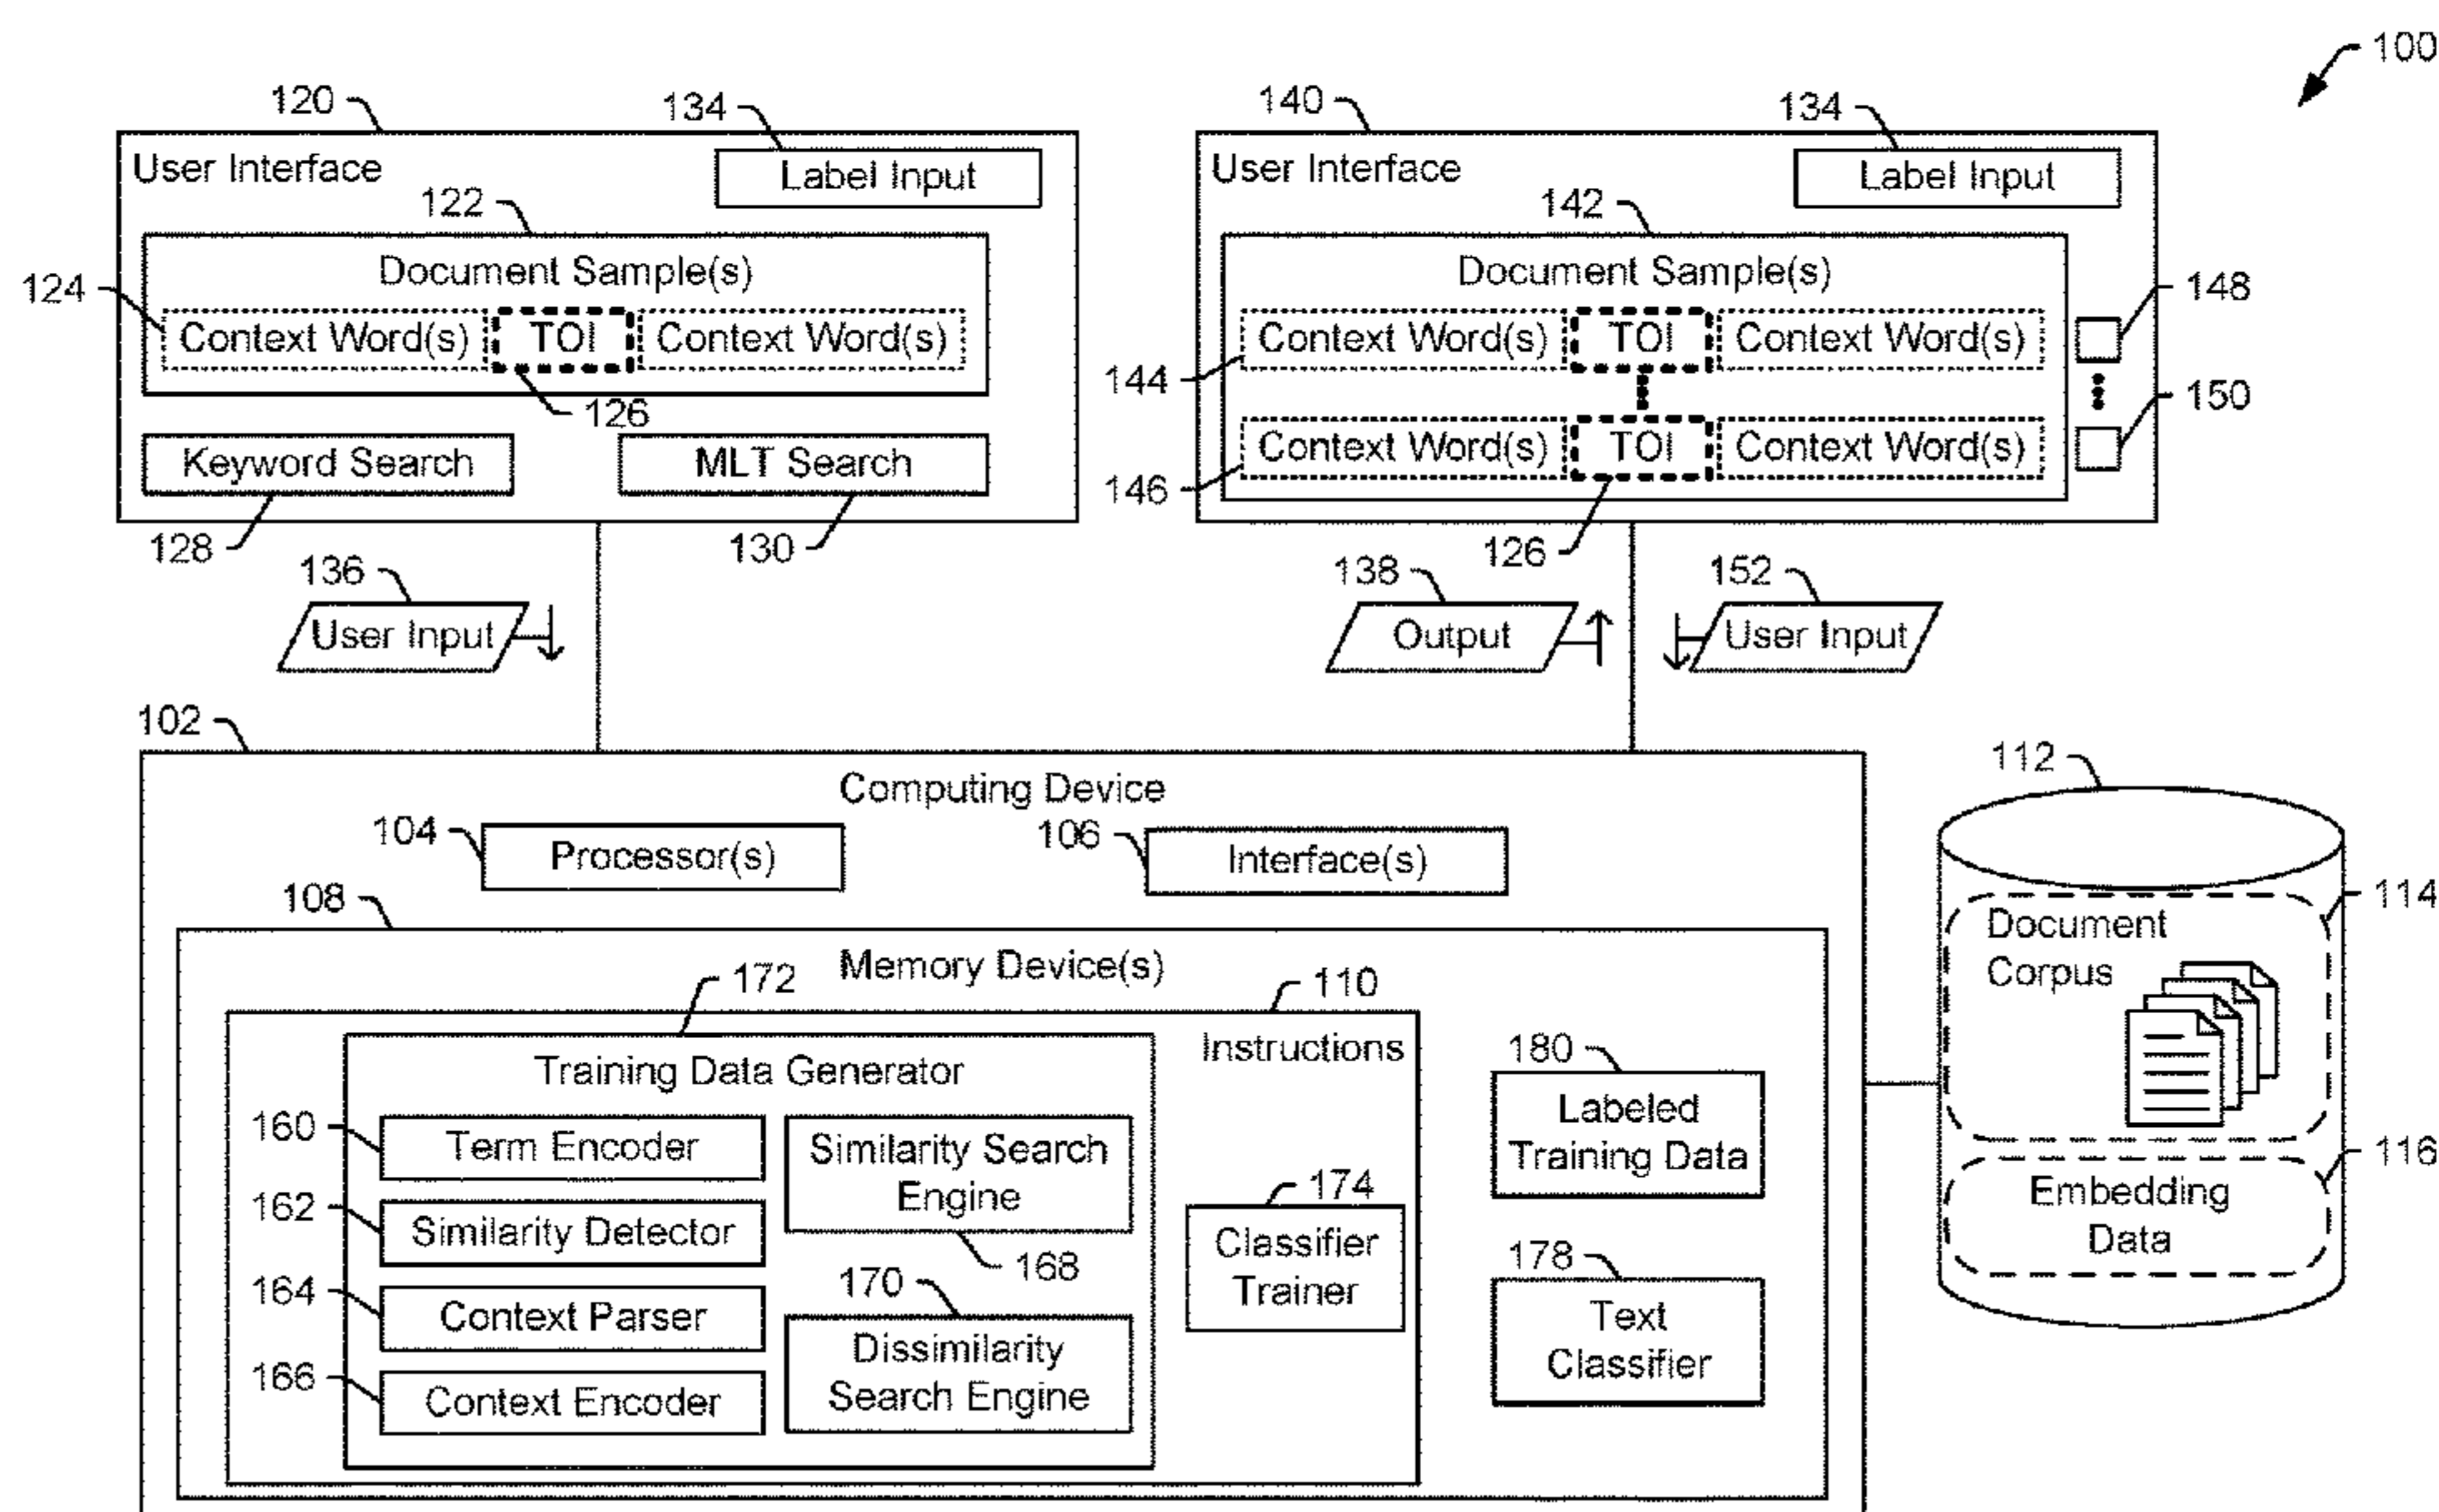 100
120
134
User Interface
Label Input
122
Document Sample(s)
124
Context Word(s) TOI Context Word(s)
126
Keyword Search
MLT Search
128
130
140
134
User Interface
Label Input
142
Document Sample(s)
Context Word(s) TOI Context Word(s)
148
144
150
Context Word(s) TOI Context Word(s)
146
126
136
User Input
138
Output
152
User Input
102
Computing Device
104
Processor(s)
106
Interface(s)
108
Memory Device(s)
172
110
Instructions
Training Data Generator
160
Term Encoder
162
Similarity Detector
164
Context Parser
166
Context Encoder
Similarity Search
Engine
168
170
Dissimilarity
Search Engine
174
Classifier
Trainer
180
Labeled
Training Data
178
Text
Classifier
112
114
Document
Corpus
116
Embedding
Data